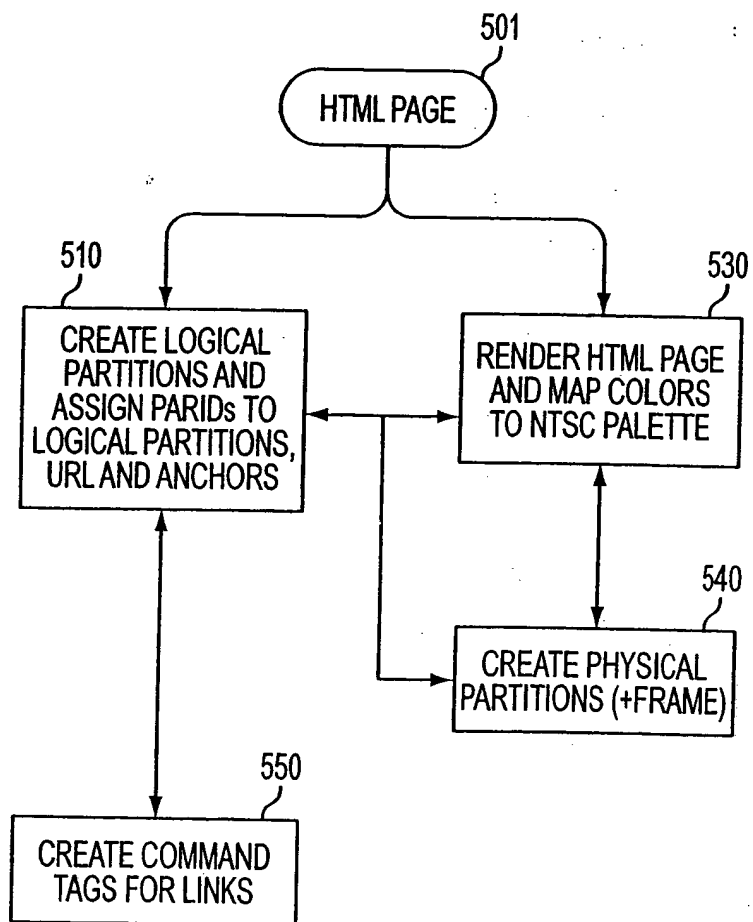 501
HTML PAGE
510
CREATE LOGICAL
PARTITIONS AND
ASSIGN PARIDs TO
LOGICAL PARTITIONS,
URL AND ANCHORS
530
RENDER HTML PAGE
AND MAP COLORS
TO NTSC PALETTE
540
CREATE PHYSICAL
PARTITIONS (+FRAME)
550
CREATE COMMAND
TAGS FOR LINKS